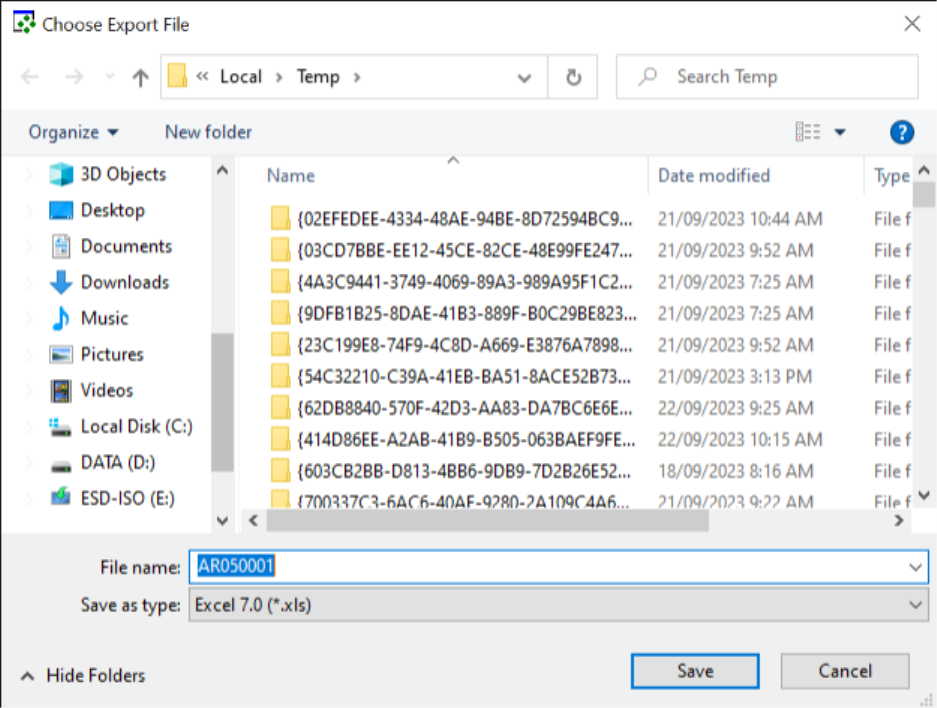 Choose Export File
« Local › Temp ›
Search Temp
Organize
New folder
?
Name
Date modified
Type
3D Objects
Desktop
Documents
Downloads
Music
Pictures
Videos
Local Disk (C:)
DATA (D:)
ESD-ISO (E:)
{02EFEDEE-4334-48AE-94BE-8D72594BC9... 21/09/2023 10:44 AM File f
{03CD7BBE-EE12-45CE-82CE-48E99FE247... 21/09/2023 9:52 AM File f
{4A3C9441-3749-4069-89A3-989A95F1C2... 21/09/2023 7:25 AM File f
{9DFB1B25-8DAE-41B3-889F-B0C29BE823... 21/09/2023 7:25 AM File f
{23C199E8-74F9-4C8D-A669-E3876A7898... 21/09/2023 9:52 AM File f
{54C32210-C39A-41EB-BA51-8ACE52B73... 21/09/2023 3:13 PM File f
{62DB8840-570F-42D3-AA83-DA7BC6E6E... 22/09/2023 9:25 AM File f
{414D86EE-A2AB-41B9-B505-063BAEF9FE... 22/09/2023 10:15 AM File f
{603CB2BB-D813-4BB6-9DB9-7D2B26E52... 18/09/2023 8:16 AM File f
{700337C3-6AC6-40AE-9280-2A109C4A6... 21/09/2023 9:22 AM File f
File name: AR050001
Save as type: Excel 7.0 (*.xls)
Hide Folders
Save
Cancel